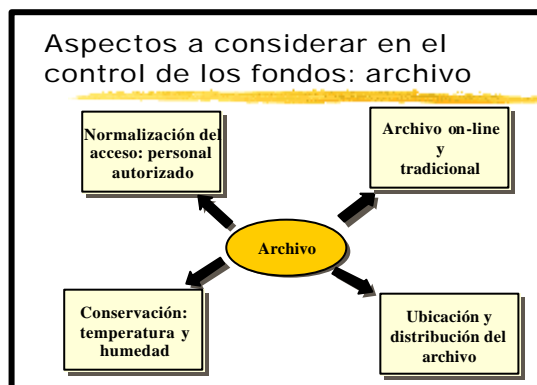 Aspectos a considerar en el
control de los fondos: archivo
Normalización del
acceso: personal
autorizado
Archivo on-line
y
tradicional
Archivo
Conservación:
temperatura y
humedad
Ubicación y
distribución del
archivo